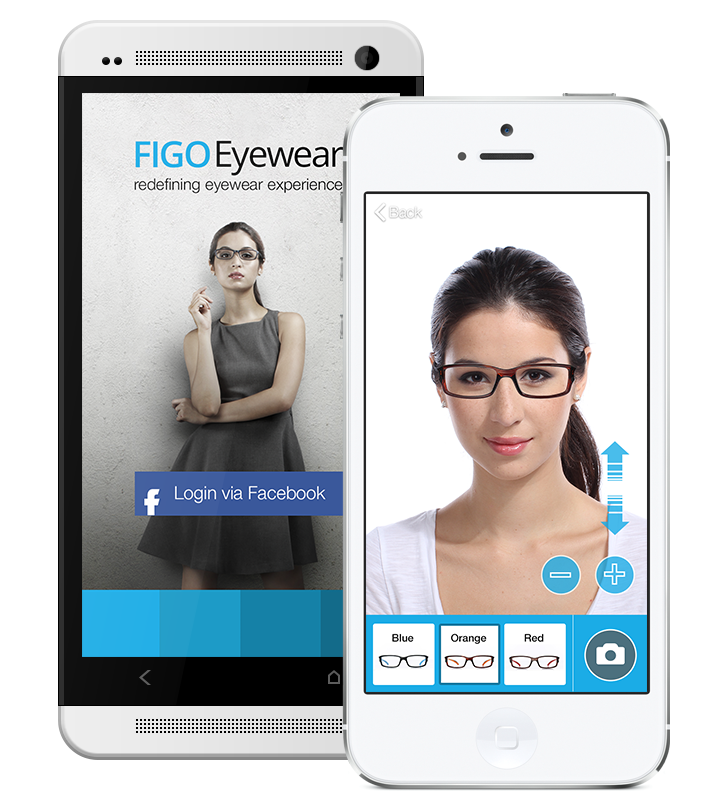 FIGO Eyewear
redefining eyewear experience
Login via Facebook
Back
Blue
Orange
Red